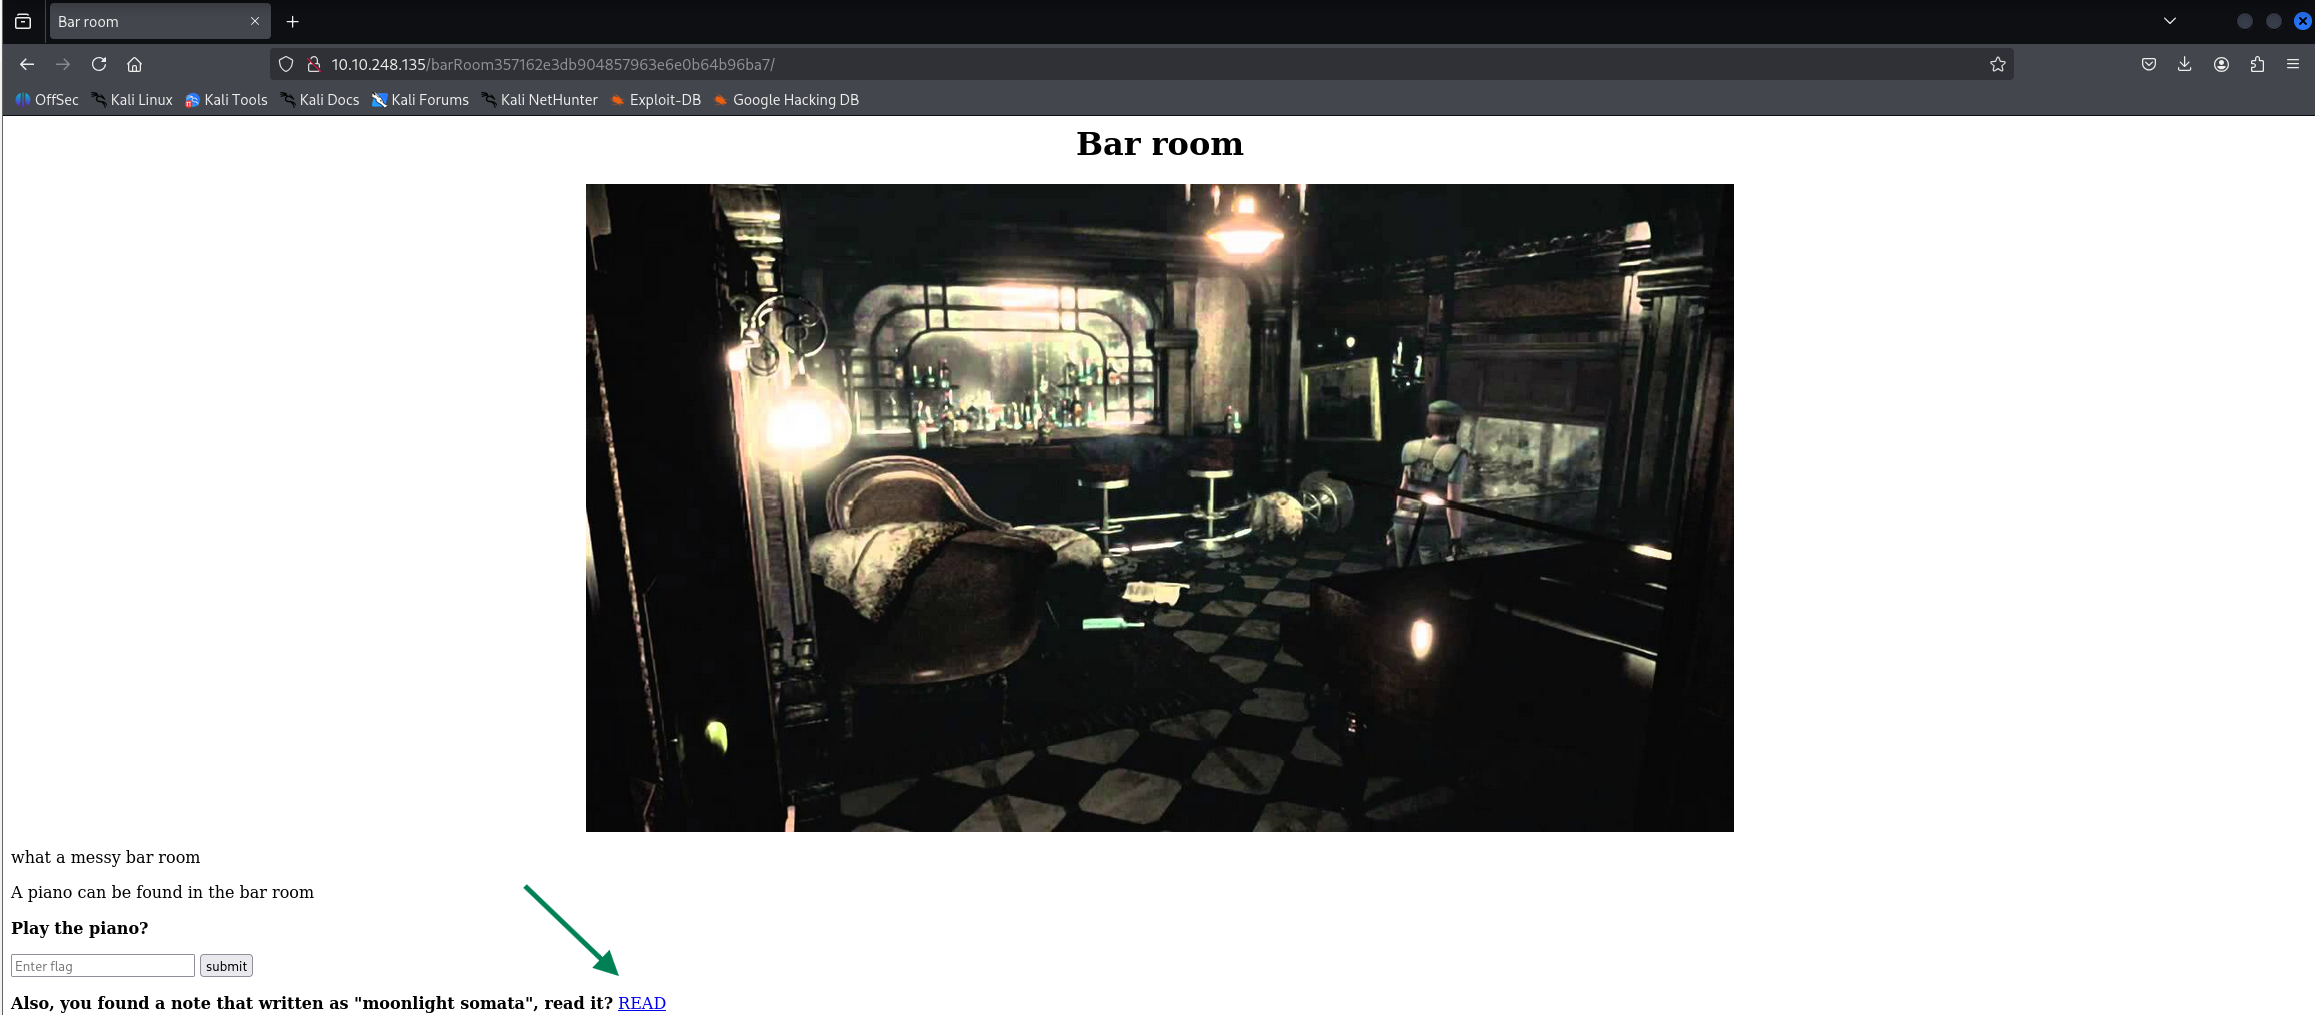 Bar room
10.10.248.135/barRoom357162e3db904857963e6e0b64b96ba7/
OffSec Kali Linux Kali Tools Kali Docs Kali Forums Kali NetHunter Exploit-DB Google Hacking DB
Bar room
what a messy bar room
A piano can be found in the bar room
Play the piano?
Enter flag submit
Also, you found a note that written as "moonlight somata", read it? READ